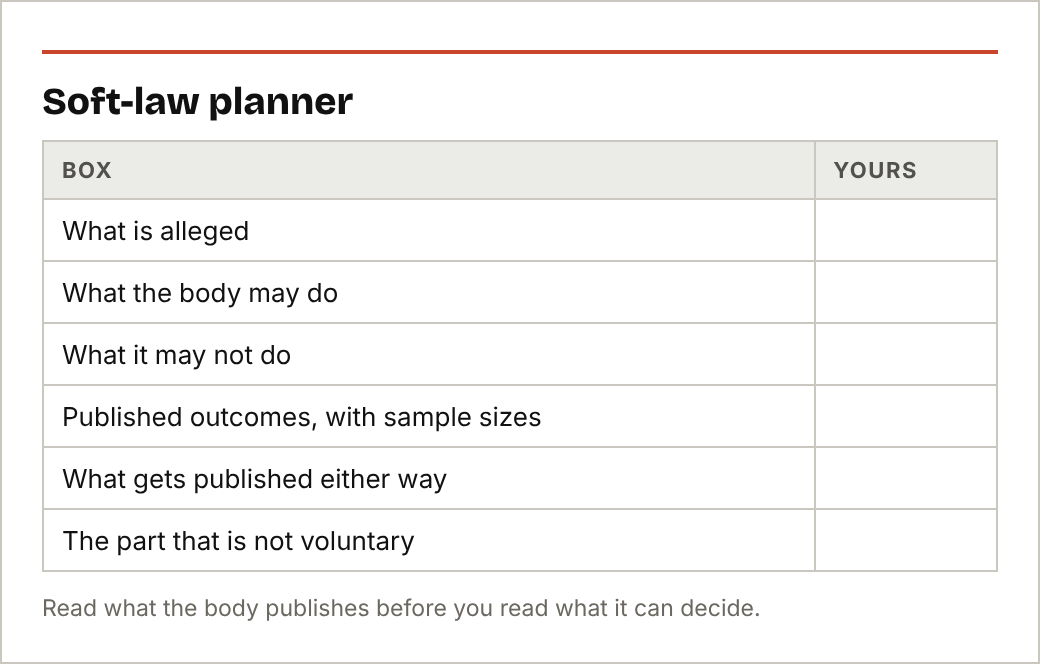 Soft-law planner
BOX
YOURS
What is alleged
What the body may do
What it may not do
Published outcomes, with sample sizes
What gets published either way
The part that is not voluntary
Read what the body publishes before you read what it can decide.